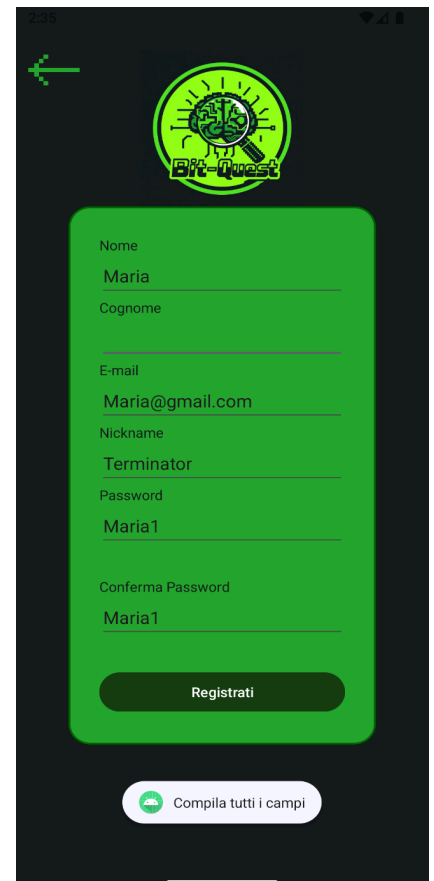 2:35
Bit-Quest
Nome
Maria
Cognome
E-mail
Maria@gmail.com
Nickname
Terminator
Password
Maria1
Conferma Password
Maria1
Registrati
Compila tutti i campi